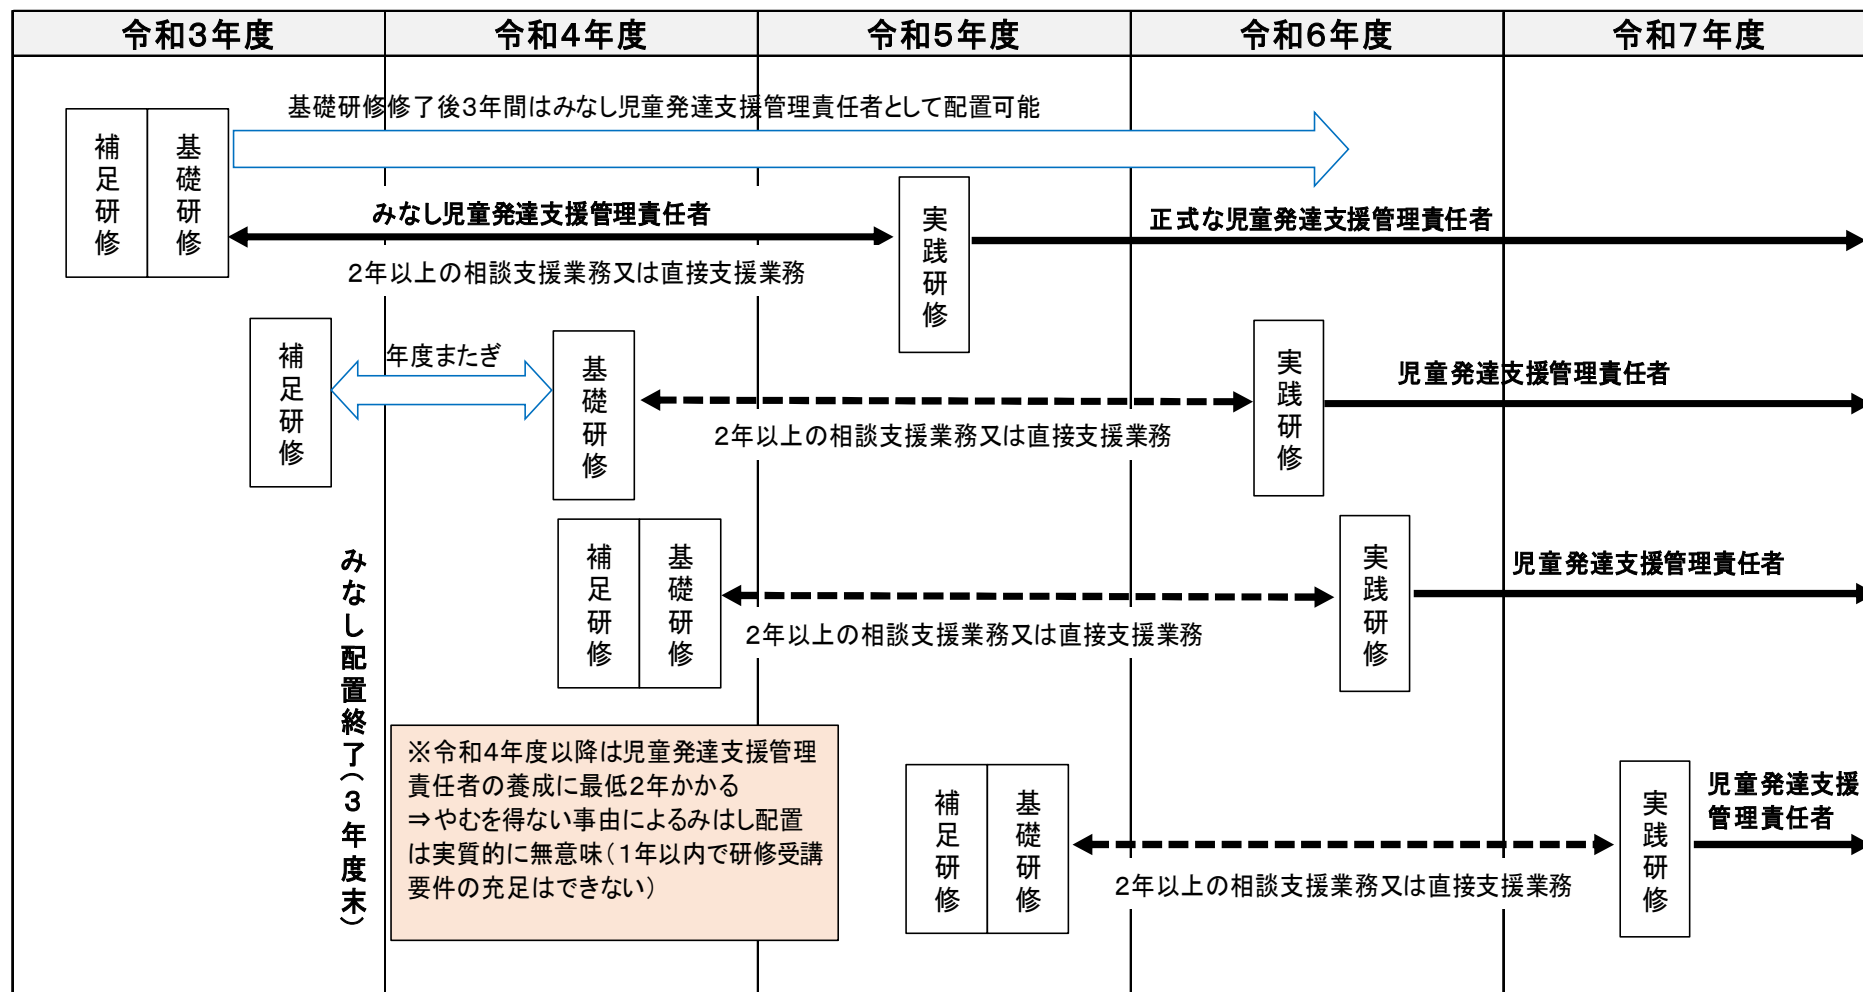 令和３年度
令和４年度
令和５年度
令和６年度
令和７年度
基礎研修修了後３年間はみなし児童発達支援管理責任者として配置可能
補足研修
基礎研修
みなし児童発達支援管理責任者
2年以上の相談支援業務又は直接支援業務
実践研修
正式な児童発達支援管理責任者
補足研修
年度またぎ
基礎研修
2年以上の相談支援業務又は直接支援業務
実践研修
児童発達支援管理責任者
みなし配置終了（３年度末）
補足研修
基礎研修
2年以上の相談支援業務又は直接支援業務
実践研修
児童発達支援管理責任者
※令和４年度以降は児童発達支援管理
責任者の養成に最低２年かかる
⇒やむを得ない事由によるみはし配置
は実質的に無意味（１年以内で研修受講
要件の充足はできない）
補足研修
基礎研修
2年以上の相談支援業務又は直接支援業務
実践研修
児童発達支援
管理責任者